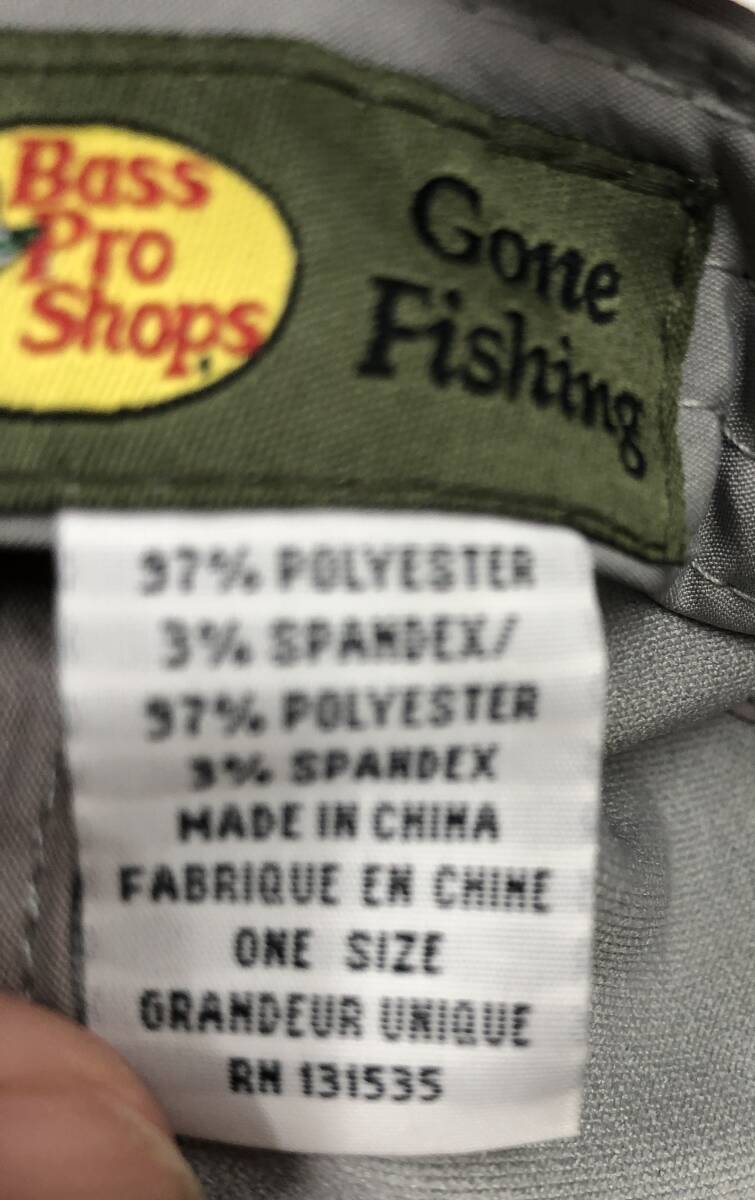 Bass
Pro
Shops
Gone
Fishing
97% POLYESTER
3% SPANDEX/
97% POLYESTER
3% SPANDEX
MADE IN CHINA
FABRIQUE EN CHINE
ONE SIZE
GRANDEUR UNIQUE
RN 131535